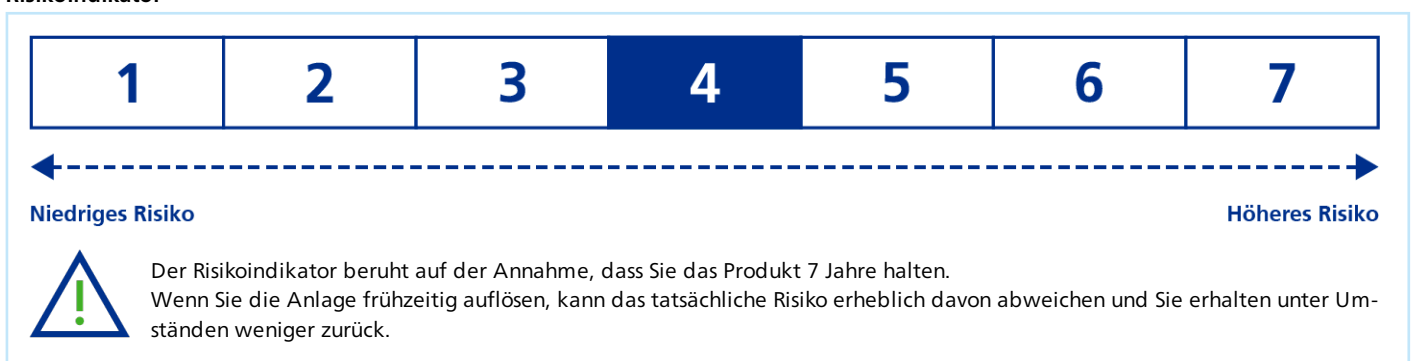 Risikoindikator
1 2 3 4 5 6 7
Niedriges Risiko Höheres Risiko
Der Risikoindikator beruht auf der Annahme, dass Sie das Produkt 7 Jahre halten.
Wenn Sie die Anlage frühzeitig auflösen, kann das tatsächliche Risiko erheblich davon abweichen und Sie erhalten unter Um-
ständen weniger zurück.